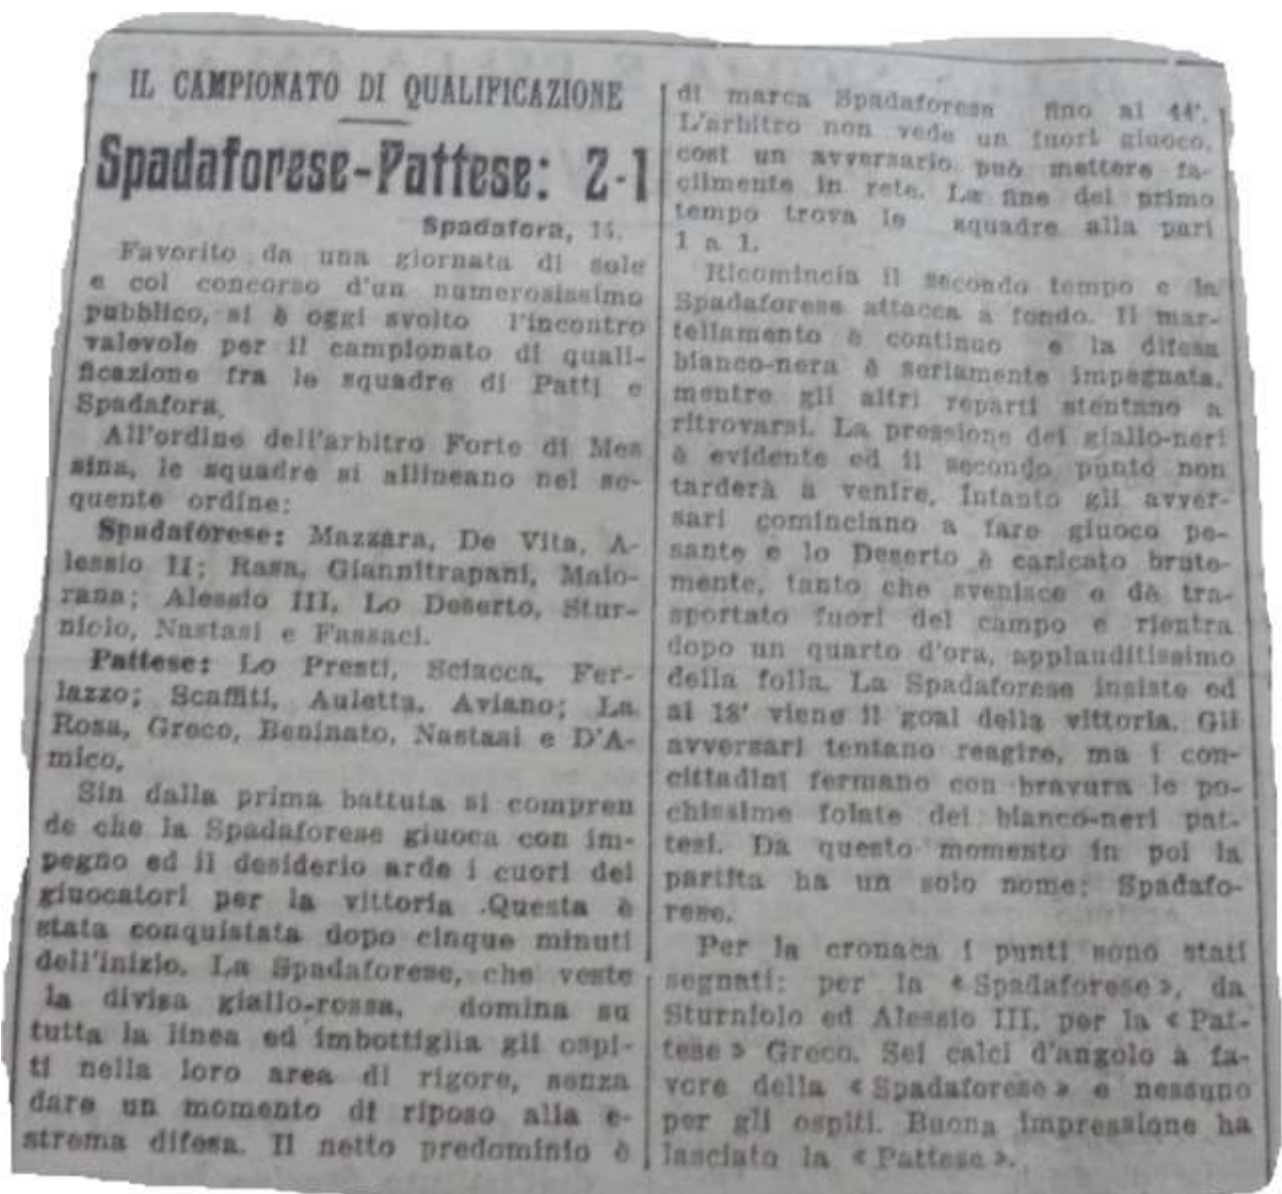 IL CAMPIONATO DI QUALIFICAZIONE
Spadaforese-Pattese: 2-1
Spadafora, 11.
Favorito da una giornata di sole
e col concorso d'un numerosissimo
pubblico, si è oggi svolto l'incontro
valevole per il campionato di quali-
ficazione fra le squadre di Patti e
Spadafora.
All'ordine dell'arbitro Forte di Mes
sina, le squadre si allineano nel se-
quente ordine:
Spadaforese: Mazzara, De Vita, A-
lessio II; Rasa, Giannitrapani, Maio-
rana; Alessio III, Lo Deserto, Stur-
niolo, Nastasi e Fassaci.
Pattese: Lo Presti, Sciacca, Fer-
lazzo; Scaffiti, Auletta, Aviano; La
Rosa, Greco, Beninato, Nastasi e D'A-
mico.
Sin dalla prima battuta si compren
de che la Spadaforese giuoca con im-
pegno ed il desiderio arde i cuori dei
giuocatori per la vittoria .Questa è
stata conquistata dopo cinque minuti
dell'inizio. La Spadaforese, che veste
la divisa giallo-rossa, domina su
tutta la linea ed imbottiglia gli ospi-
ti nella loro area di rigore, senza
dare un momento di riposo alla e-
strema difesa. Il netto predominio è
di marca Spadaforese fino al 44'.
L'arbitro non vede un fuori giuoco,
così un avversario può mettere fa-
cilmente in rete. La fine del primo
tempo trova le squadre alla pari
1 a 1.
Ricomincia il secondo tempo e la
Spadaforese attacca a fondo. Il mar-
tellamento è continuo e la difesa
bianco-nera è seriamente impegnata,
mentre gli altri reparti stentano a
ritrovarsi. La pressione dei giallo-neri
è evidente ed il secondo punto non
tarderà a venire. Intanto gli avver-
sari cominciano a fare giuoco pe-
sante e lo Deserto è caricato brute-
mente, tanto che svenisce e dè tra-
sportato fuori del campo e rientra
dopo un quarto d'ora, applauditissimo
della folla. La Spadaforese insiste ed
al 18' viene il goal della vittoria. Gli
avversari tentano reagire, ma i con-
cittadini fermano con bravura le po-
chissime folate dei bianco-neri pat-
tesi. Da questo momento in poi la
partita ha un solo nome: Spadafo-
rese.
Per la cronaca i punti sono stati
segnati: per la « Spadaforese », da
Sturniolo ed Alessio III, per la « Pat-
tese » Greco. Sei calci d'angolo a fa-
vore della « Spadaforese » e nessuno
per gli ospiti. Buona impressione ha
lasciato la « Pattese ».